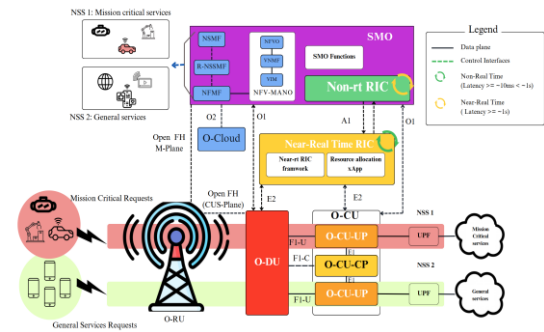 NSS 1: Mission critical services
NSS 2: General services
SMO
NSMF
R-NSSMF
NFMF
NFVO
VNFM
VIM
NFV-MANO
SMO Functions
Non-rt RIC
Legend
Data plane
Control Interfaces
Non-Real Time
(Latency >= ~10ms < ~1s)
Near-Real Time
( Latency >= ~1s)
O2
O1
A1
O1
Open FH
M-Plane
O-Cloud
Near-Real Time RIC
Near-rt RIC
framwork
Resource allocation
xApp
Mission Critical Requests
Open FH
(CUS-Plane)
E2
E2
O-CU
NSS 1
O-DU
F1-U
O-CU-UP
UPF
Mission
Critical
services
E1
F1-C
O-CU-CP
NSS 2
E1
F1-U
O-CU-UP
UPF
General
services
General Services Requests
O-RU